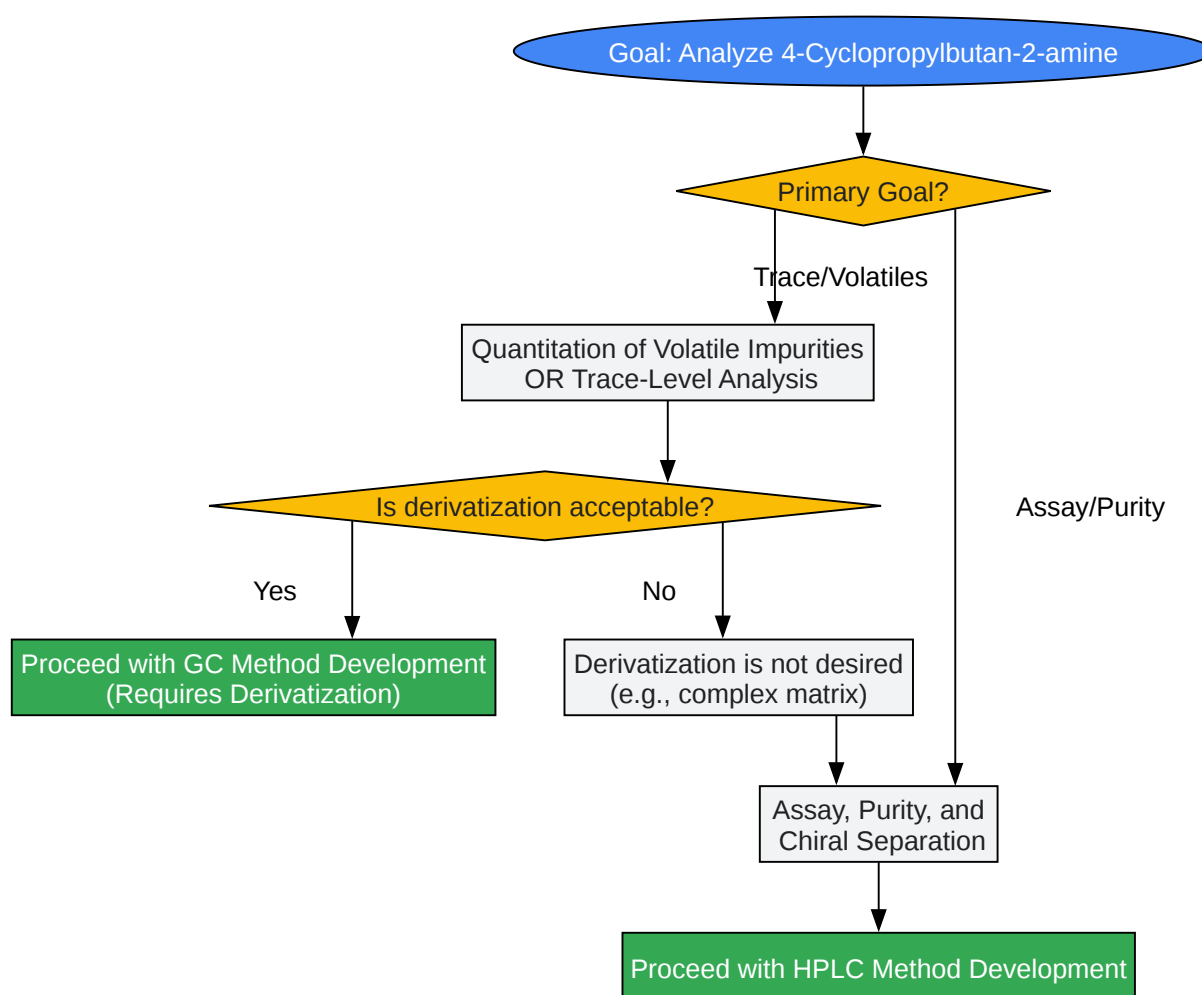 Goal: Analyze 4-Cyclopropylbutan-2-amine
Primary Goal?
Trace/Volatiles
Quantitation of Volatile Impurities
OR Trace-Level Analysis
Assay/Purity
Is derivatization acceptable?
Yes
No
Proceed with GC Method Development
(Requires Derivatization)
Derivatization is not desired
(e.g., complex matrix)
Assay, Purity, and
Chiral Separation
Proceed with HPLC Method Development